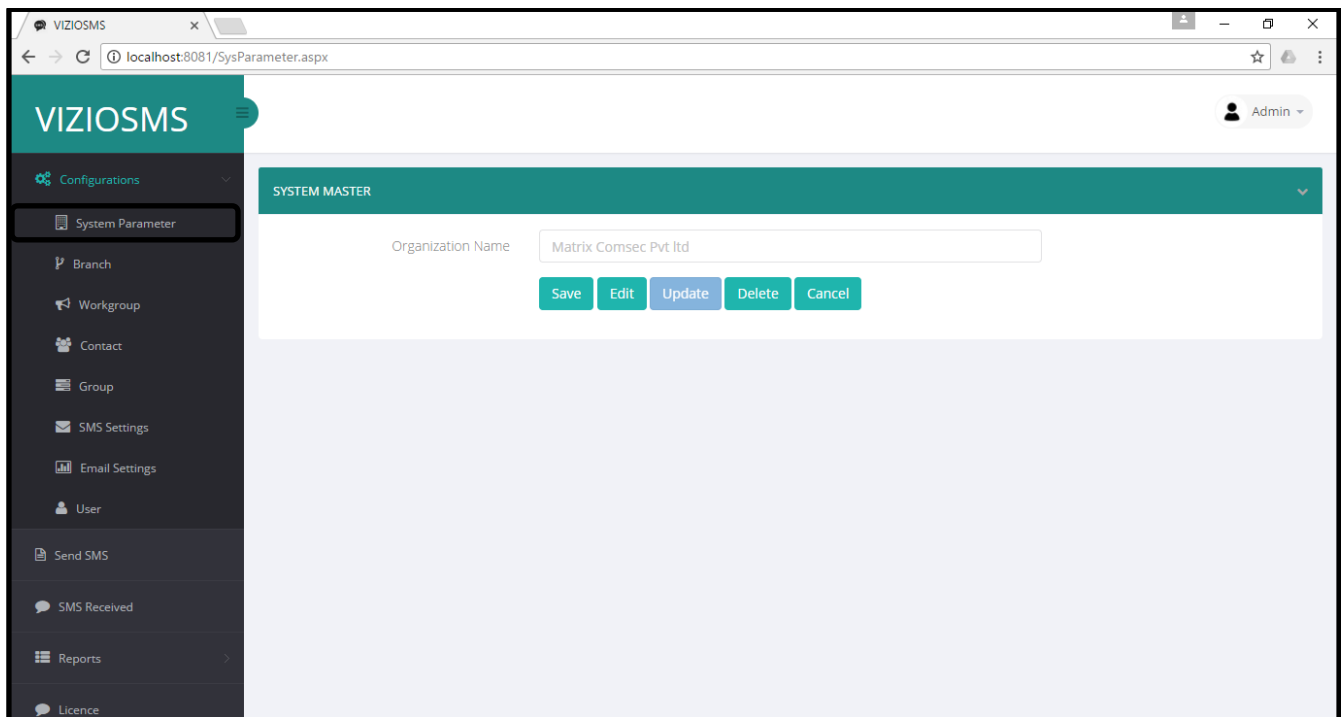 VIZIOSMS
localhost:8081/SysParameter.aspx
VIZIOSMS
Admin
Configurations
System Parameter
Branch
Workgroup
Contact
Group
SMS Settings
Email Settings
User
Send SMS
SMS Received
Reports
Licence
SYSTEM MASTER
Organization Name Matrix Comsec Pvt ltd
Save Edit Update Delete Cancel